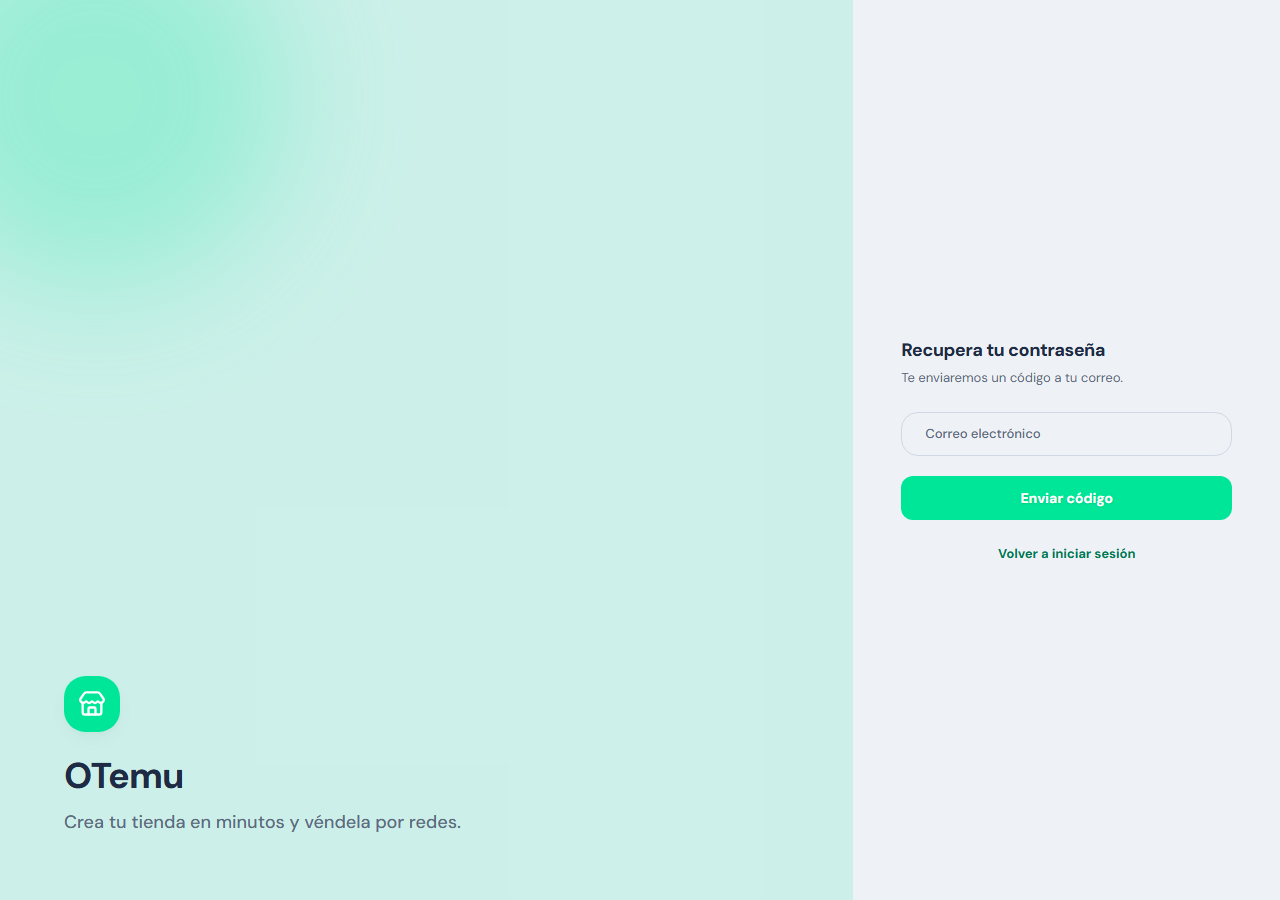 OTemu
Crea tu tienda en minutos y véndela por redes.
Recupera tu contraseña
Te enviaremos un código a tu correo.
Correo electrónico
Enviar código
Volver a iniciar sesión